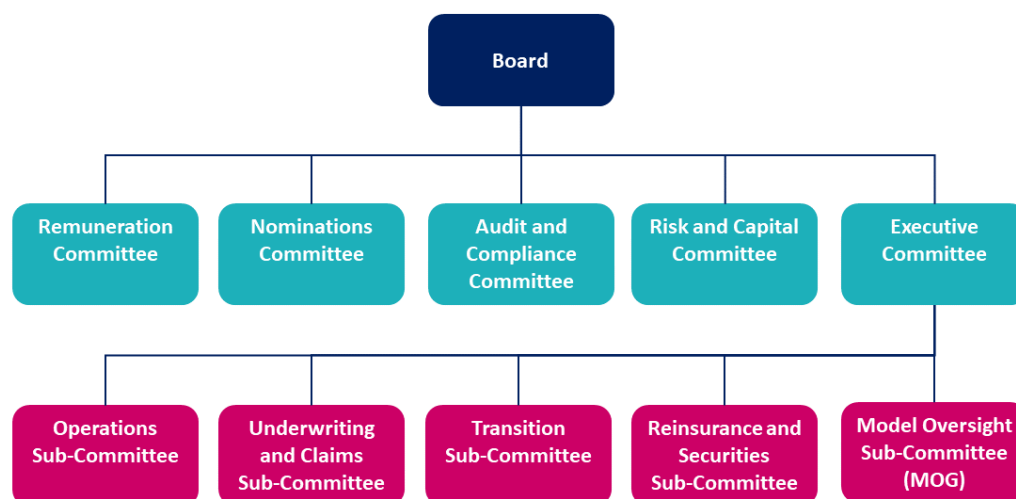 Board
Remuneration
Committee
Nominations
Committee
Audit and
Compliance
Committee
Risk and Capital
Committee
Executive
Committee
Operations
Sub-Committee
Underwriting
and Claims
Sub-Committee
Transition
Sub-Committee
Reinsurance and
Securities
Sub-Committee
Model Oversight
Sub-Committee
(MOG)